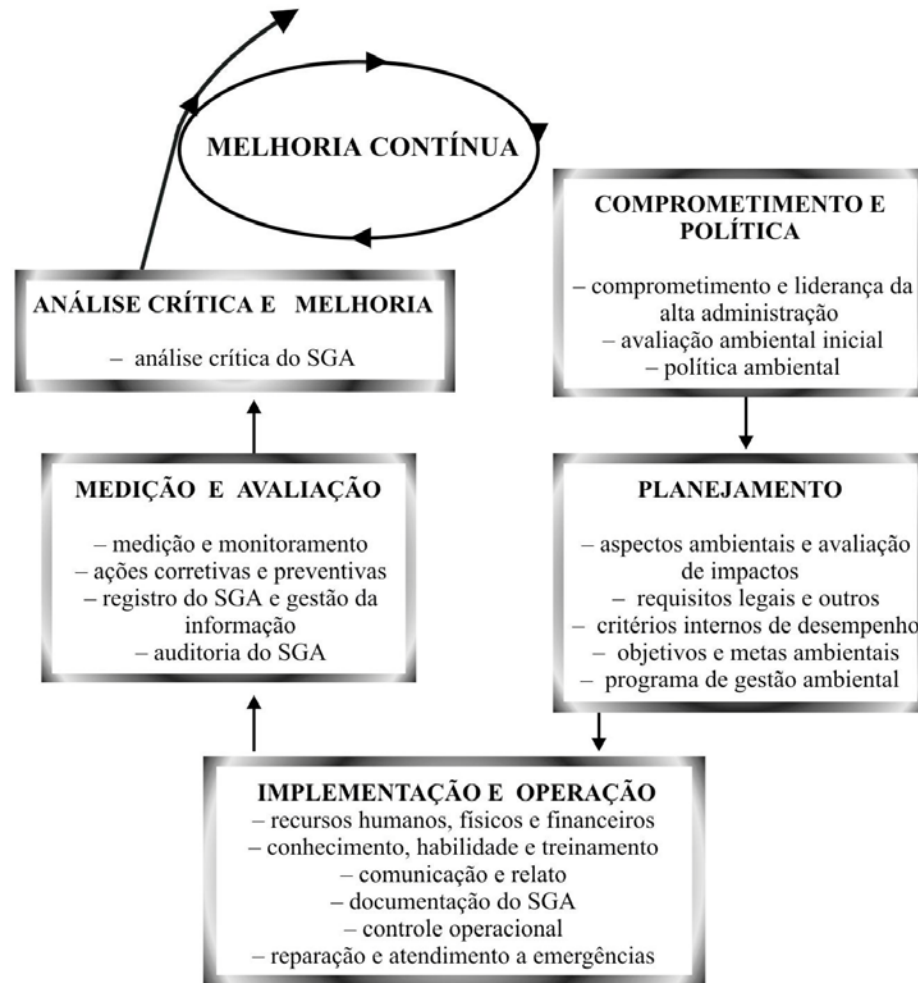 MELHORIA CONTÍNUA
COMPROMETIMENTO E
POLÍTICA
– comprometimento e liderança da
alta administração
– avaliação ambiental inicial
– política ambiental
PLANEJAMENTO
– aspectos ambientais e avaliação
de impactos
– requisitos legais e outros
– critérios internos de desempenho
– objetivos e metas ambientais
– programa de gestão ambiental
IMPLEMENTAÇÃO E OPERAÇÃO
– recursos humanos, físicos e financeiros
– conhecimento, habilidade e treinamento
– comunicação e relato
– documentação do SGA
– controle operacional
– reparação e atendimento a emergências
MEDIÇÃO E AVALIAÇÃO
– medição e monitoramento
– ações corretivas e preventivas
– registro do SGA e gestão da
informação
– auditoria do SGA
ANÁLISE CRÍTICA E MELHORIA
– análise crítica do SGA